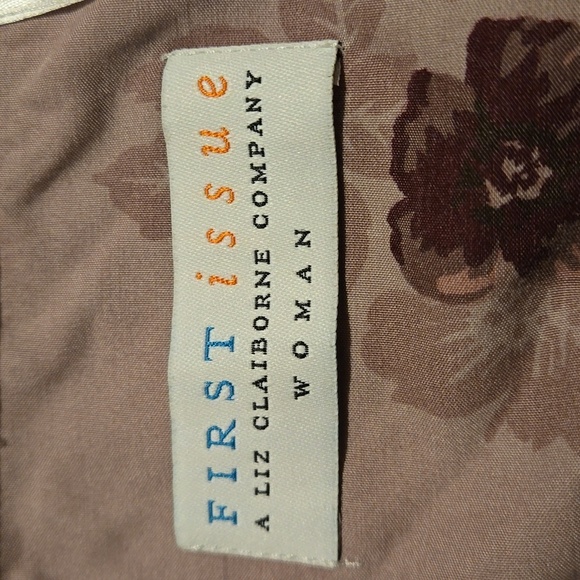 FIRST issue
A LIZ CLAIBORNE COMPANY
WOMAN